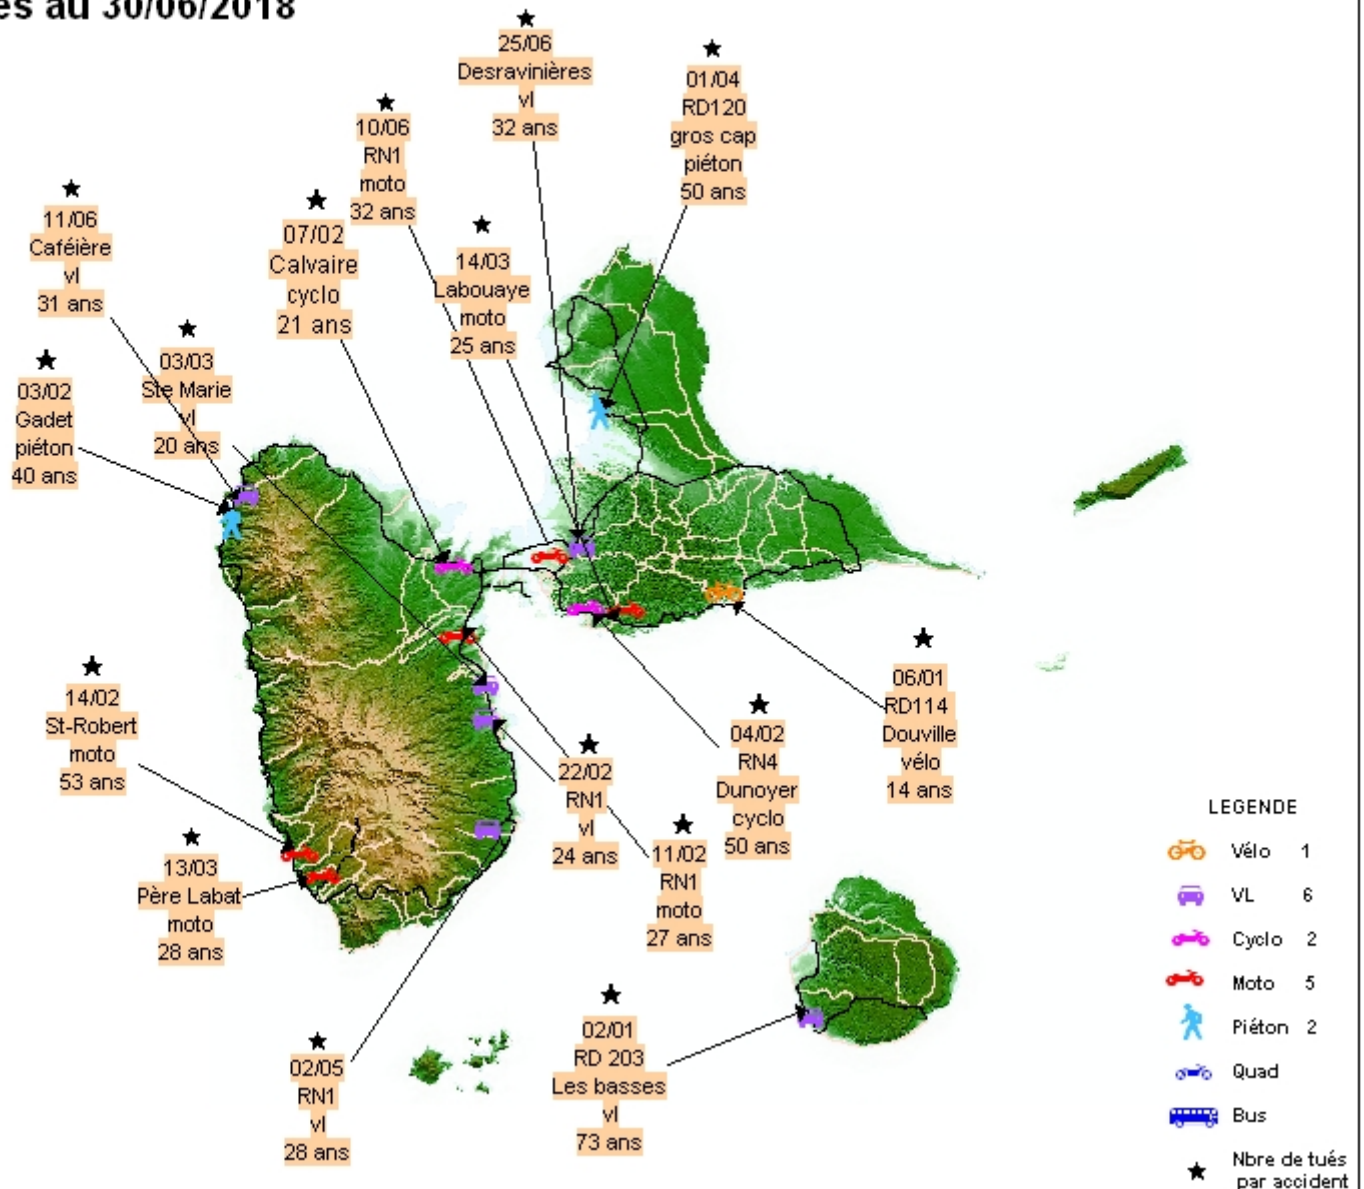 es au 30/06/2018
25/06
Desravinières
vl
32 ans
01/04
RD120
gros cap
piéton
50 ans
10/06
RN1
moto
32 ans
11/06
Caféière
vl
31 ans
07/02
Calvaire
cyclo
21 ans
14/03
Labouaye
moto
25 ans
03/02
Gadet
piéton
40 ans
03/03
Ste Marie
vl
20 ans
14/02
St-Robert
moto
53 ans
13/03
Père Labat
moto
28 ans
22/02
RN1
vl
24 ans
11/02
RN1
moto
27 ans
04/02
RN4
Dunoyer
cyclo
50 ans
06/01
RD114
Douville
vélo
14 ans
02/05
RN1
vl
28 ans
02/01
RD 203
Les basses
vl
73 ans
LEGENDE
Vélo 1
VL 6
Cyclo 2
Moto 5
Piéton 2
Quad
Bus
Nbre de tués
par accident